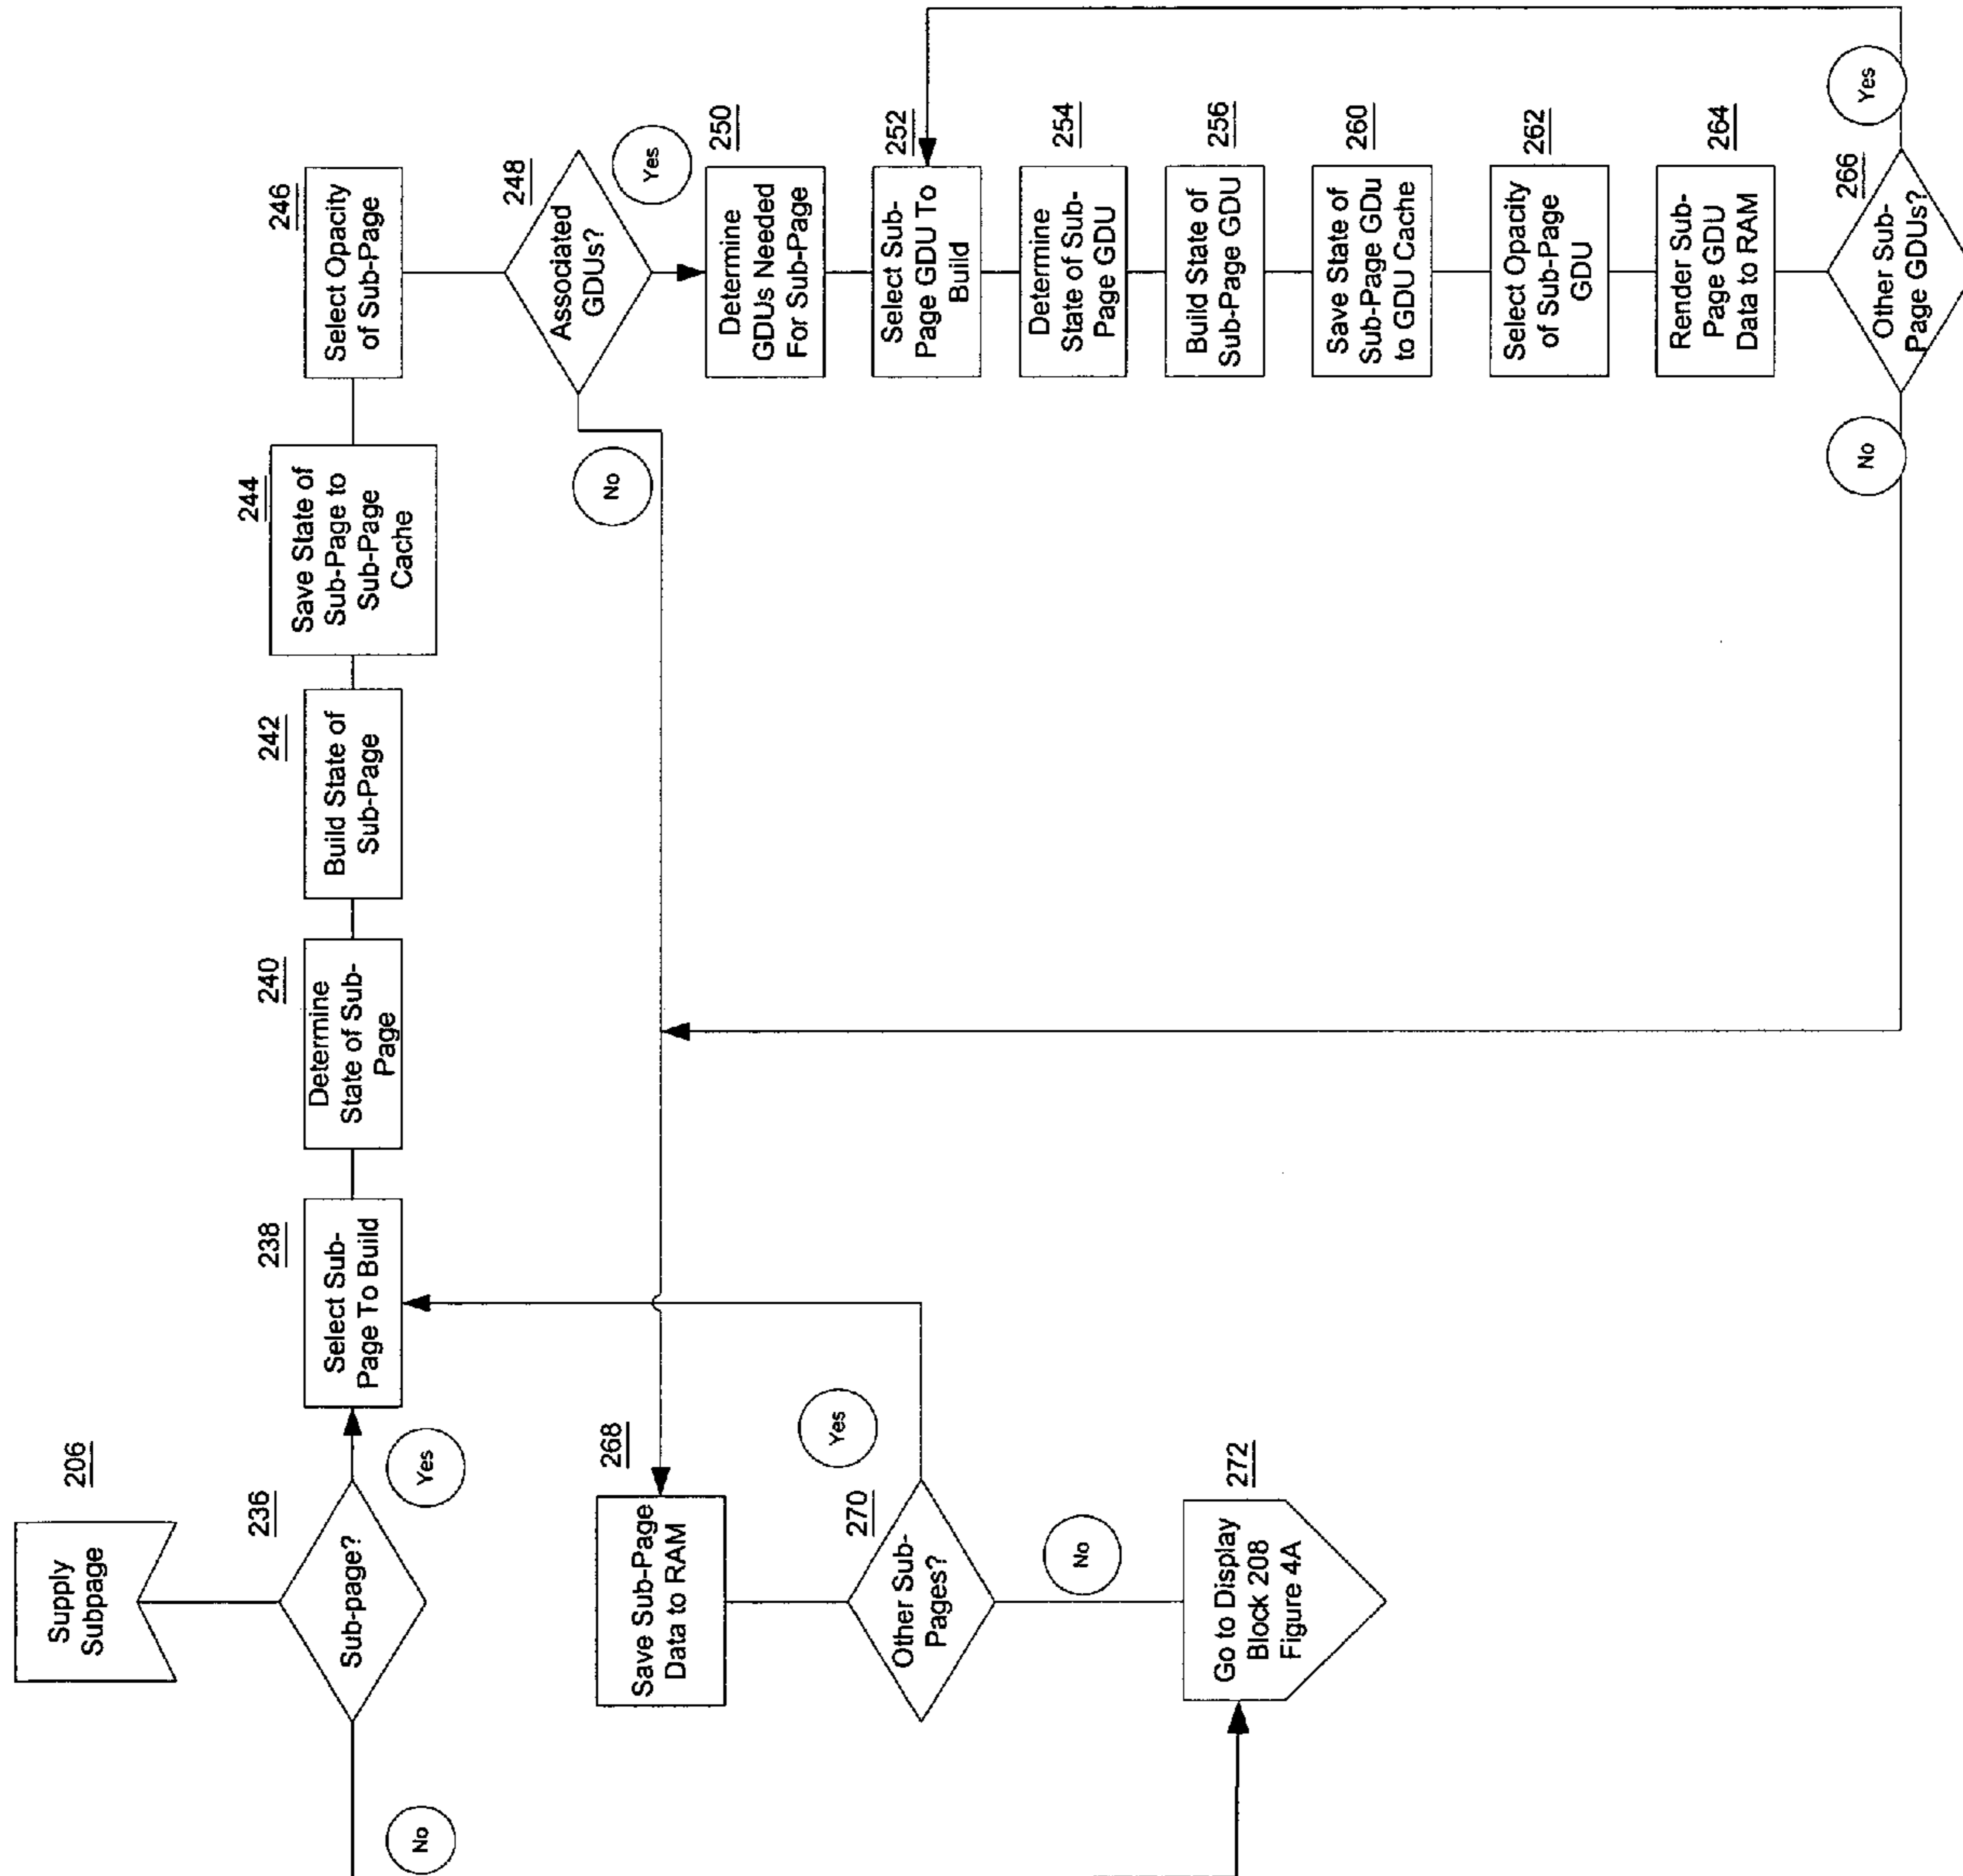 Supply
Subpage
206
Sub-page?
236
Yes
No
Select Sub-
Page To Build
238
Determine
State of Sub-
Page
240
Build State of
Sub-Page
242
Save State of
Sub-Page to
Sub-Page
Cache
244
Select Opacity
of Sub-Page
246
Associated
GDUs?
248
Yes
No
Determine
GDUs Needed
For Sub-Page
250
Select Sub-
Page GDU To
Build
252
Determine
State of Sub-
Page GDU
254
Build State of
Sub-Page GDU
256
Save State of
Sub-Page GDu
to GDU Cache
260
Select Opacity
of Sub-Page
GDU
262
Render Sub-
Page GDU
Data to RAM
264
Other Sub-
Page GDUs?
266
Yes
No
Save Sub-Page
Data to RAM
268
Other Sub-
Pages?
270
Yes
No
Go to Display
Block 208
Figure 4A
272